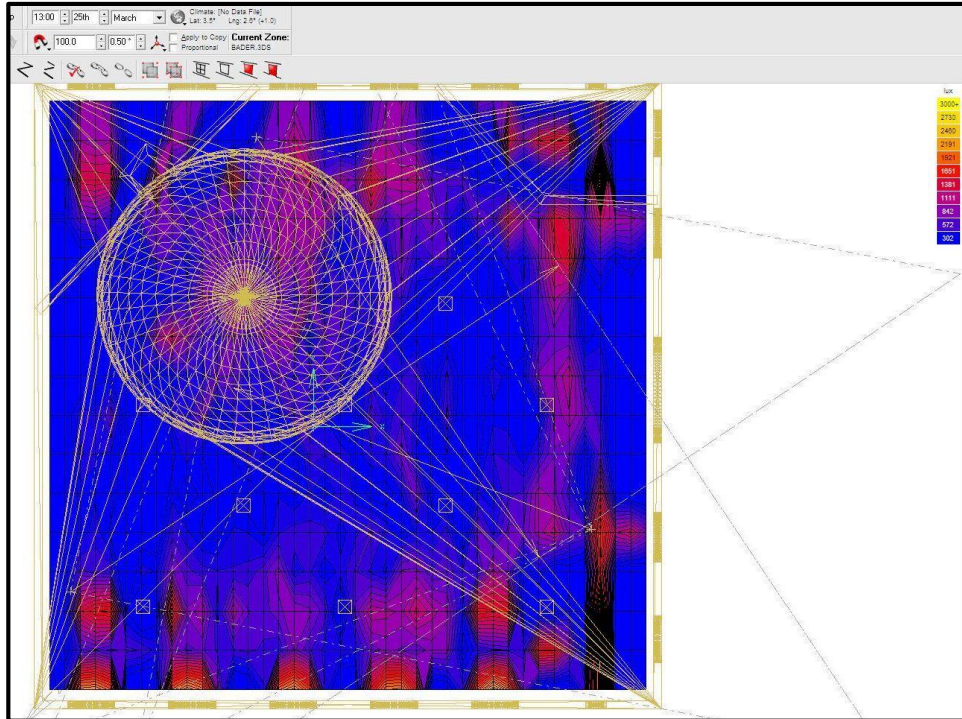 13:00 25th March Climate: [No Data File]
Lat: 3.5° Lng: 2.6° (+1.0)
100.0 0.50° Apply to Copy Current Zone:
Proportional BADER.3DS
lux
3000+
2730
2460
2191
1921
1651
1381
1111
842
572
302
x